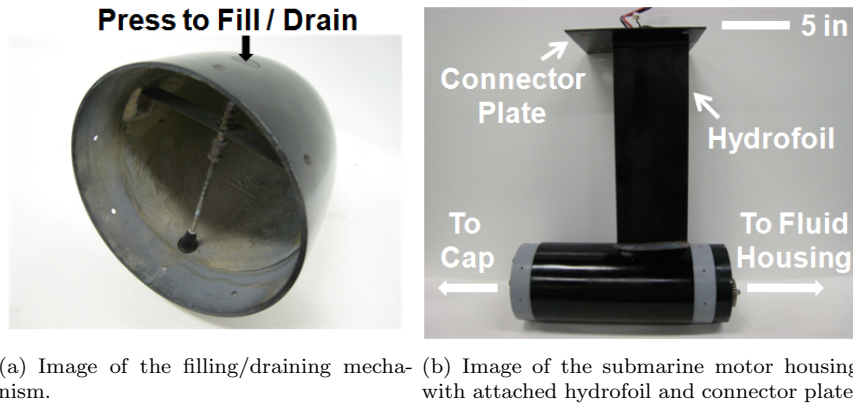 Press to Fill / Drain
5 in
Connector
Plate
Hydrofoil
To
Cap
To Fluid
Housing
(a) Image of the filling/draining mecha-
nism.
(b) Image of the submarine motor housing
with attached hydrofoil and connector plate